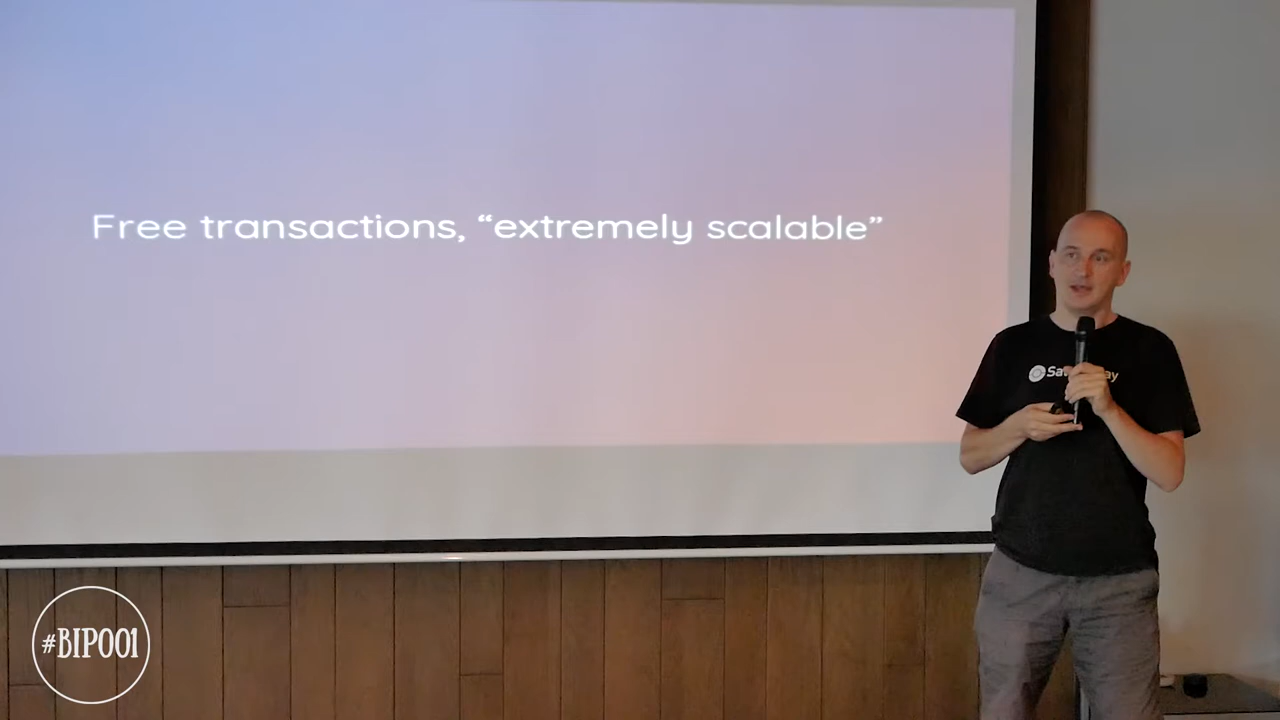 Free transactions, “extremely scalable”
#BIP001